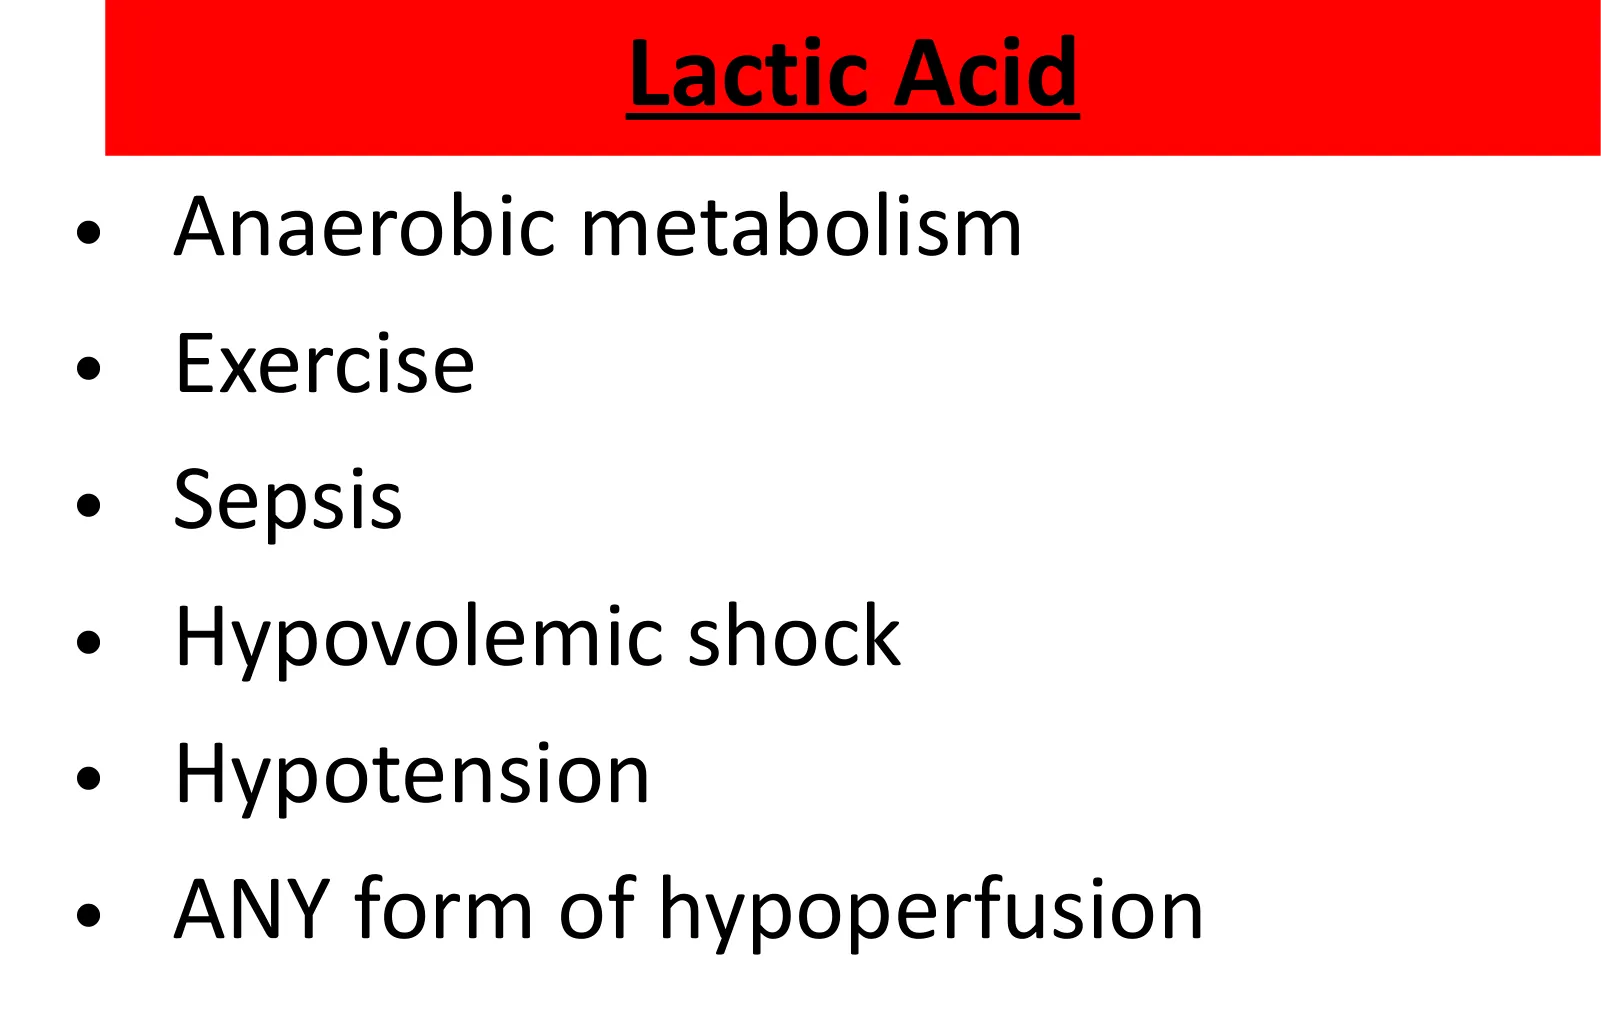 Lactic Acid
• Anaerobic metabolism
• Exercise
• Sepsis
• Hypovolemic shock
• Hypotension
• ANY form of hypoperfusion